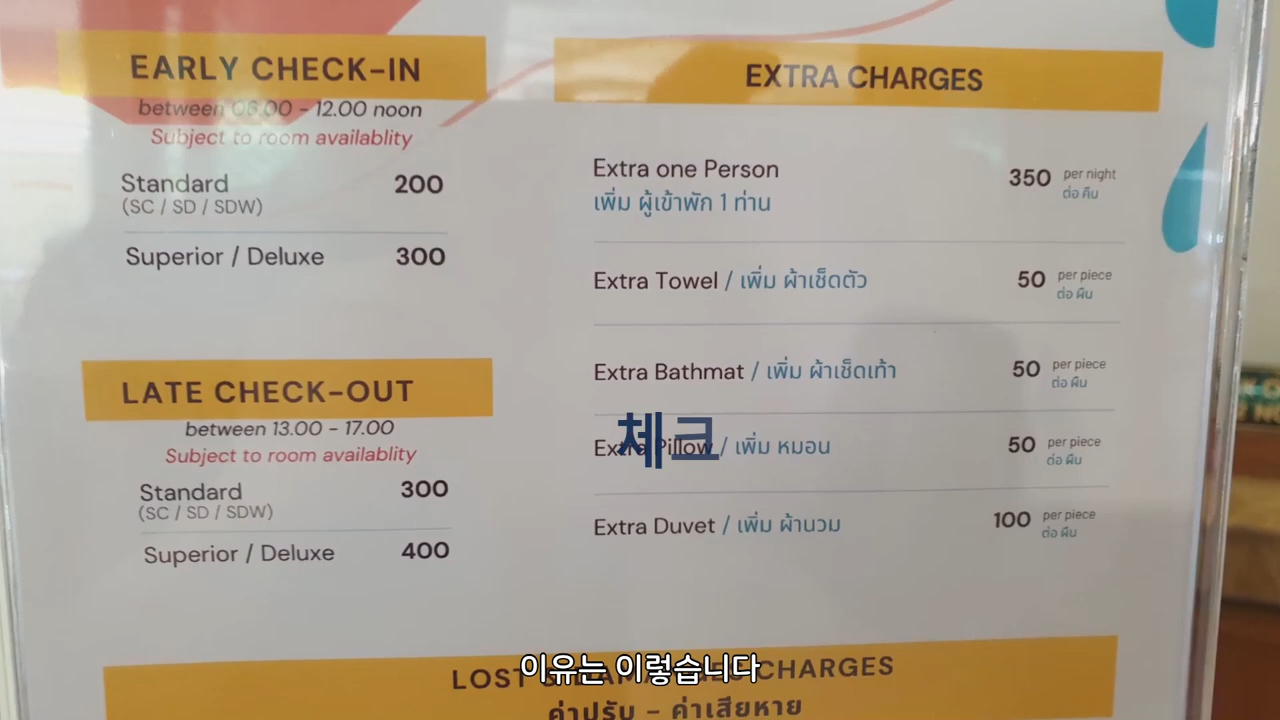 EARLY CHECK-IN
between 06.00 - 12.00 noon
Subject to room availablity
Standard 200
(SC / SD / SDW)
Superior / Deluxe 300
LATE CHECK-OUT
between 13.00 - 17.00
Subject to room availablity
Standard 300
(SC / SD / SDW)
Superior / Deluxe 400
EXTRA CHARGES
Extra one Person 350 per night
เพิ่ม ผู้เข้าพัก 1 ท่าน ต่อ คืน
Extra Towel / เพิ่ม ผ้าเช็ดตัว 50 per piece
ต่อ ผืน
Extra Bathmat / เพิ่ม ผ้าเช็ดเท้า 50 per piece
ต่อ ผืน
체크
Extra Pillow / เพิ่ม หมอน 50 per piece
ต่อ ผืน
Extra Duvet / เพิ่ม ผ้านวม 100 per piece
ต่อ ผืน
LOST CHARGES
이유는 이렇습니다
ค่าปรับ - ค่าเสียหาย